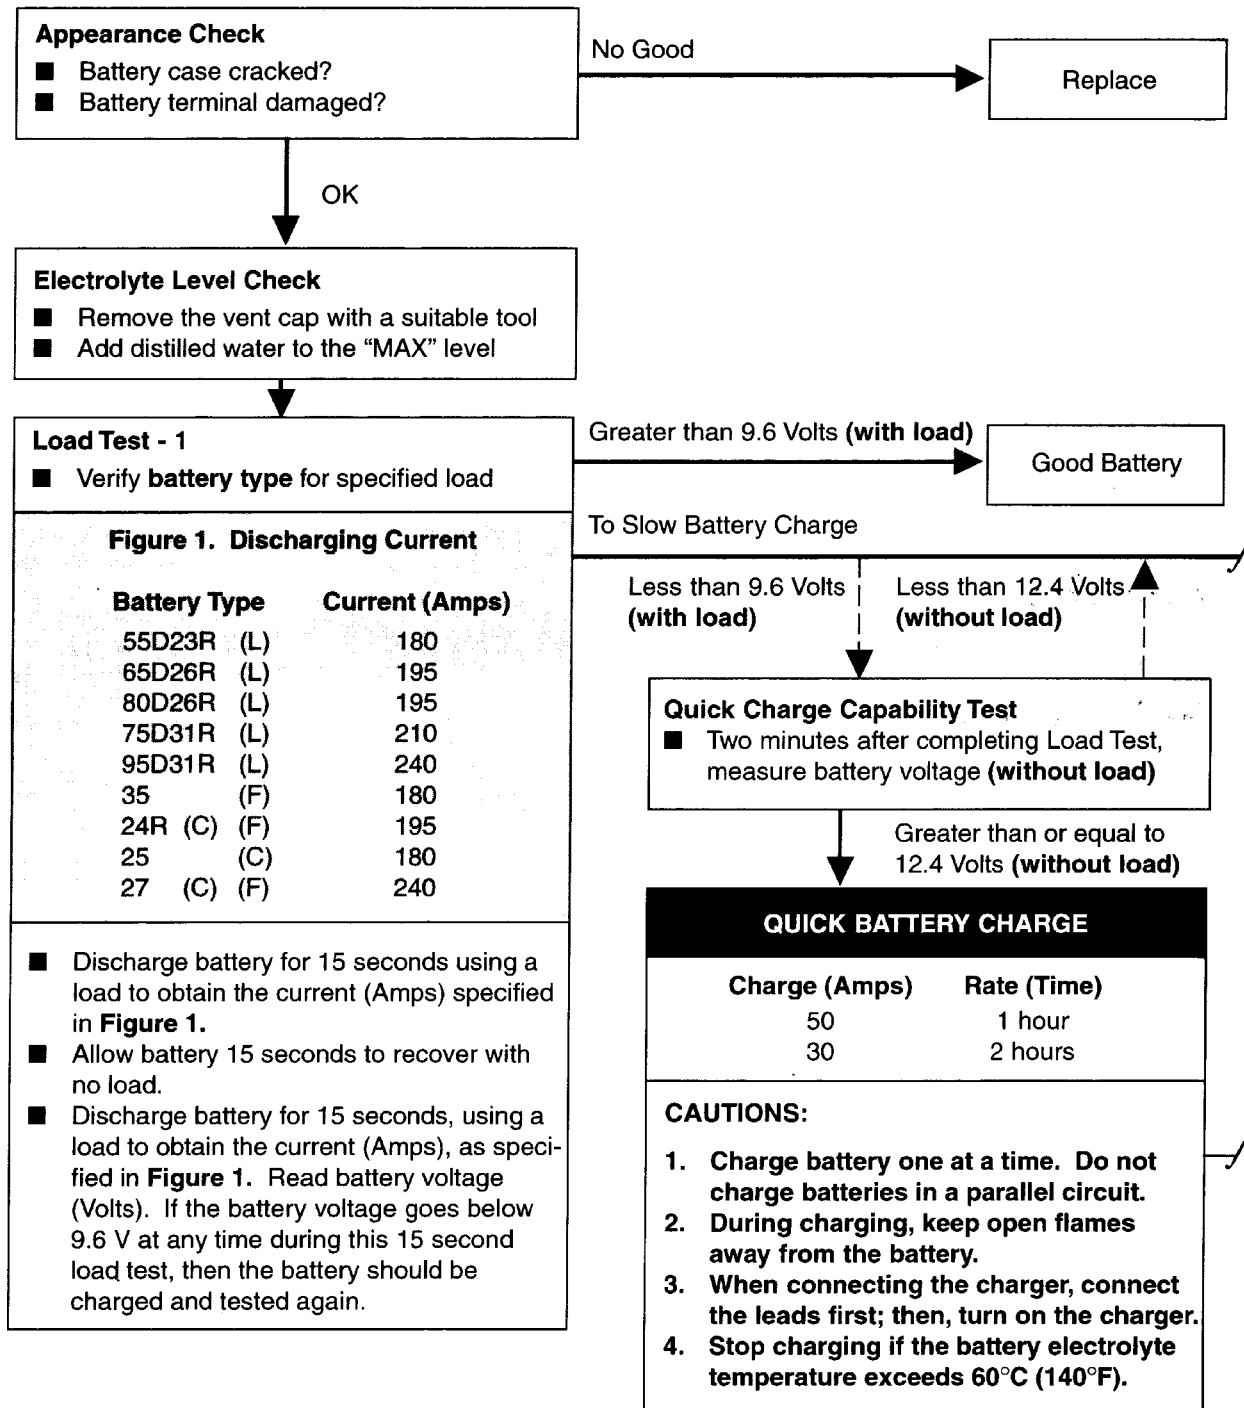 Appearance Check
■ Battery case cracked?
■ Battery terminal damaged?
No Good
Replace
OK
Electrolyte Level Check
■ Remove the vent cap with a suitable tool
■ Add distilled water to the “MAX” level
Load Test - 1
■ Verify battery type for specified load
Greater than 9.6 Volts (with load)
Good Battery
To Slow Battery Charge
Figure 1. Discharging Current
Battery Type Current (Amps)
55D23R (L) 180
65D26R (L) 195
80D26R (L) 195
75D31R (L) 210
95D31R (L) 240
35 (F) 180
24R (C) (F) 195
25 (C) 180
27 (C) (F) 240
■ Discharge battery for 15 seconds using a
load to obtain the current (Amps) specified
in Figure 1.
■ Allow battery 15 seconds to recover with
no load.
■ Discharge battery for 15 seconds, using a
load to obtain the current (Amps), as speci-
fied in Figure 1. Read battery voltage
(Volts). If the battery voltage goes below
9.6 V at any time during this 15 second
load test, then the battery should be
charged and tested again.
Less than 9.6 Volts
(with load)
Less than 12.4 Volts
(without load)
Quick Charge Capability Test
■ Two minutes after completing Load Test,
measure battery voltage (without load)
Greater than or equal to
12.4 Volts (without load)
QUICK BATTERY CHARGE
Charge (Amps) Rate (Time)
50 1 hour
30 2 hours
CAUTIONS:
1. Charge battery one at a time. Do not
charge batteries in a parallel circuit.
2. During charging, keep open flames
away from the battery.
3. When connecting the charger, connect
the leads first; then, turn on the charger.
4. Stop charging if the battery electrolyte
temperature exceeds 60°C (140°F).